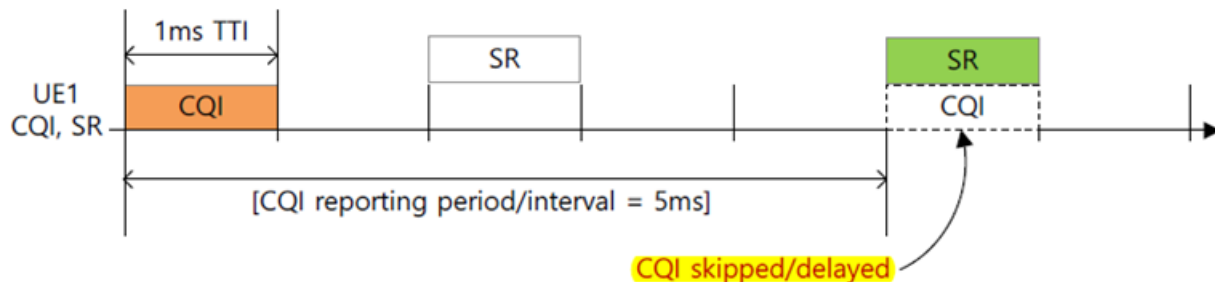 1ms TTI
SR
SR
UE1
CQI, SR
CQI
CQI
[CQI reporting period/interval = 5ms]
CQI skipped/delayed